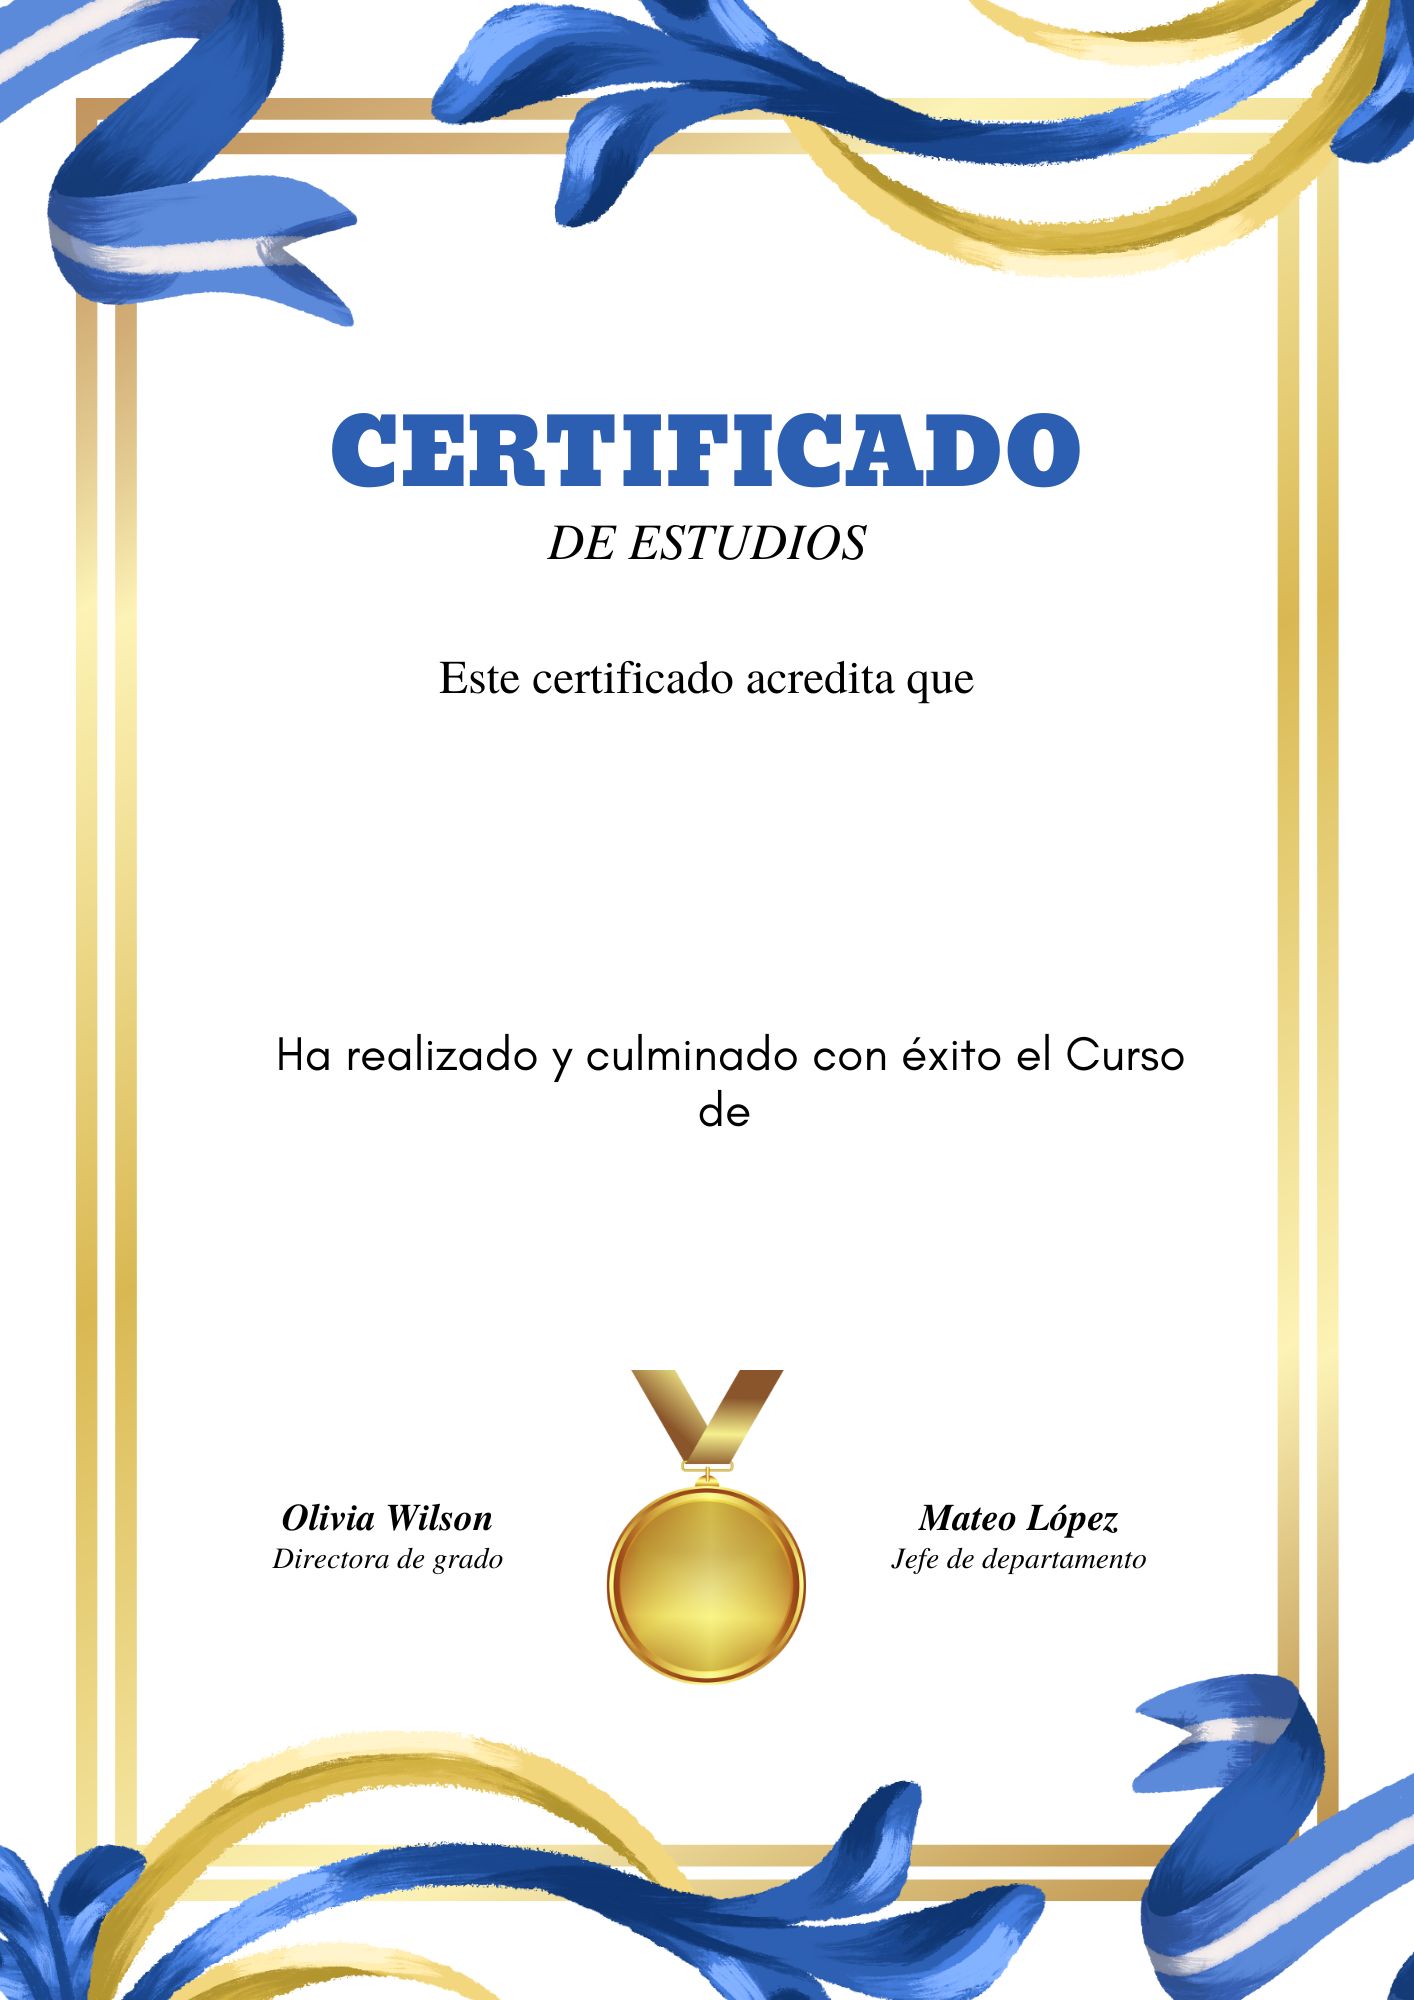 CERTIFICADO
DE ESTUDIOS
Este certificado acredita que
Ha realizado y culminado con éxito el Curso
de
Olivia Wilson
Directora de grado
Mateo López
Jefe de departamento